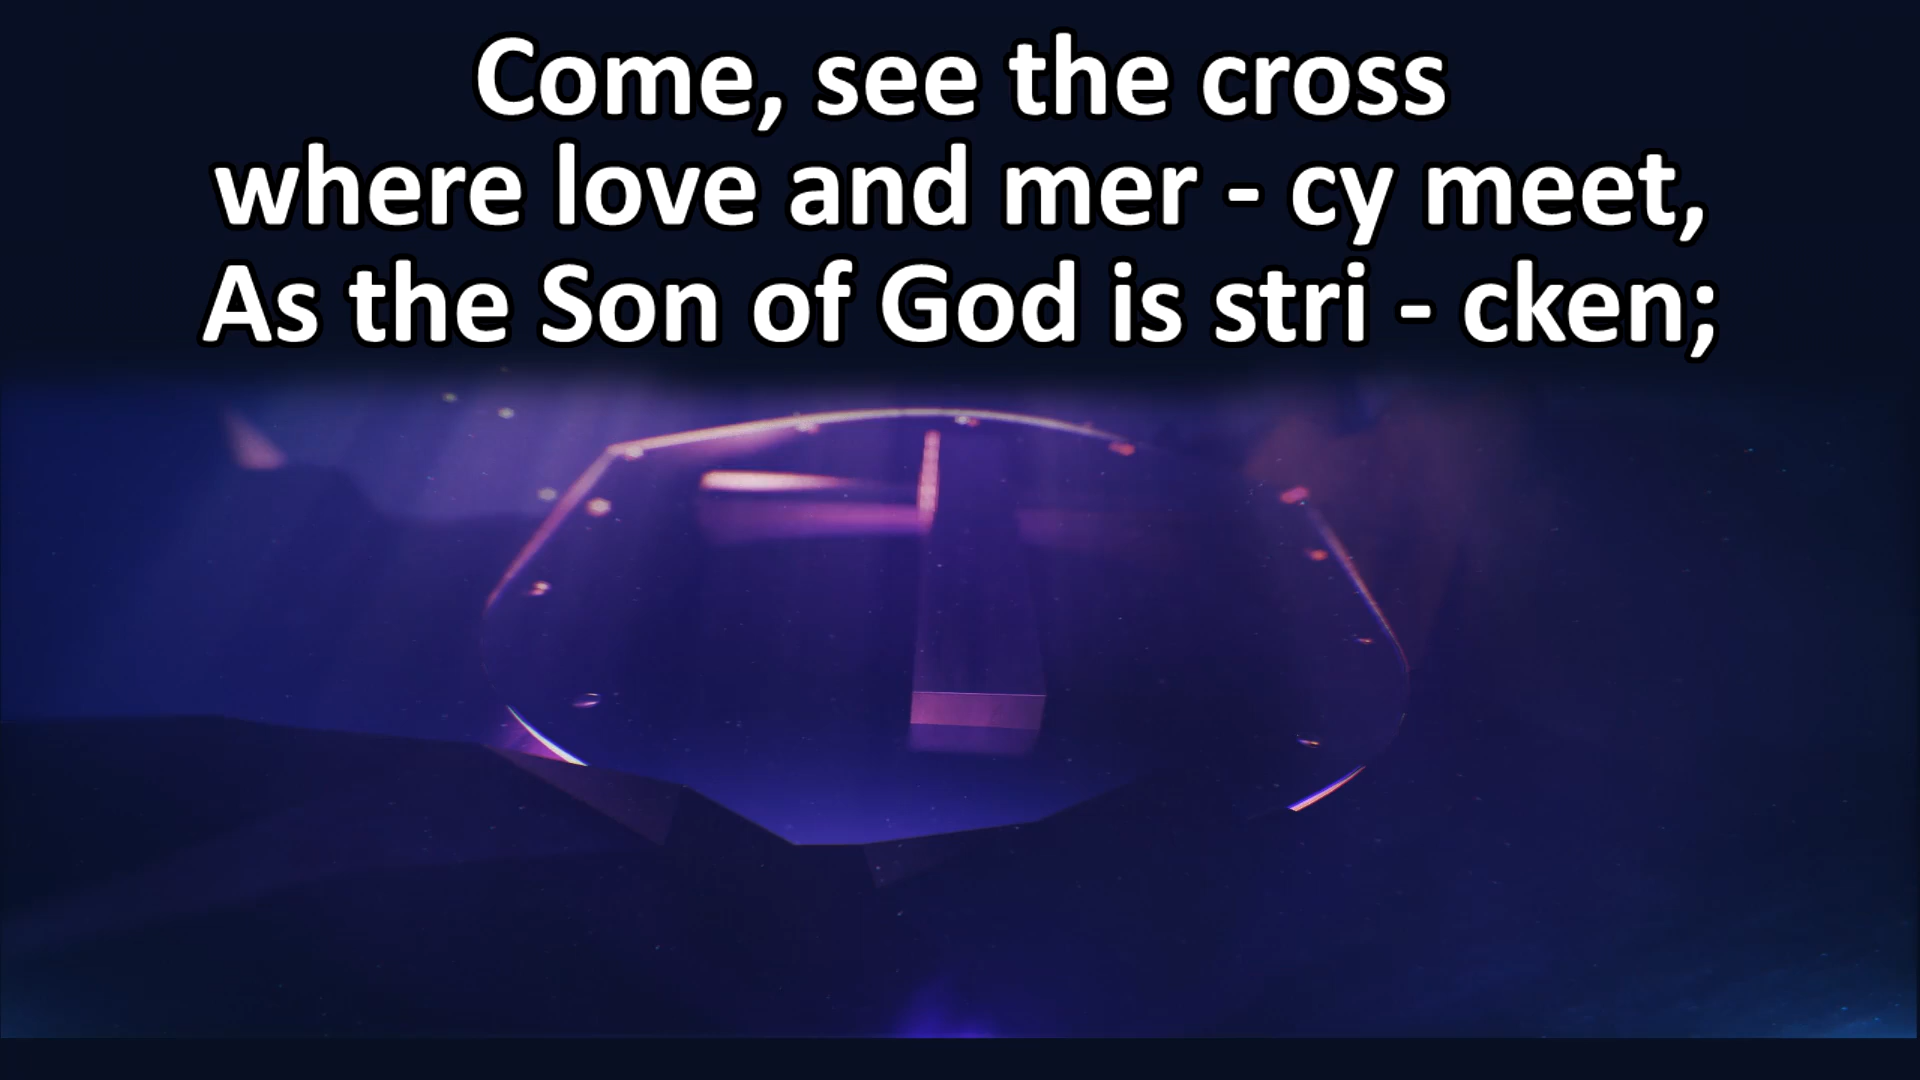 Come, see the cross
where love and mer - cy meet,
As the Son of God is stri - cken;